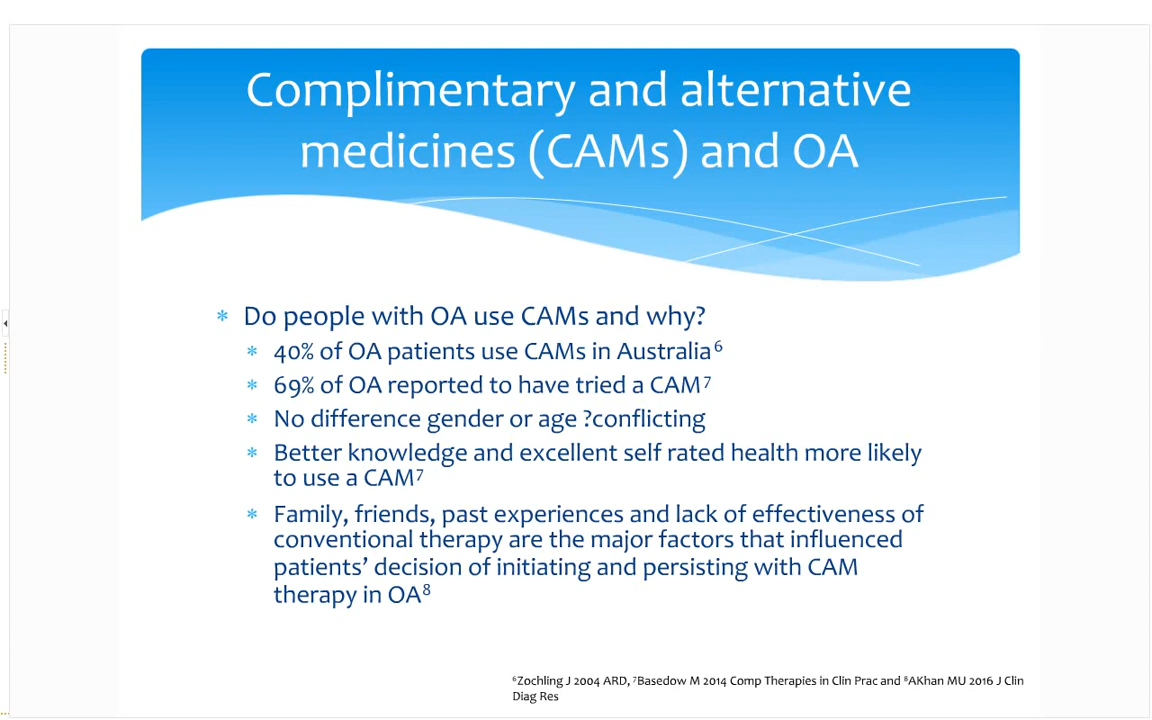 Complimentary and alternative
medicines (CAMs) and OA
* Do people with OA use CAMs and why?
* 40% of OA patients use CAMs in Australia⁶
* 69% of OA reported to have tried a CAM⁷
* No difference gender or age ?conflicting
* Better knowledge and excellent self rated health more likely
to use a CAM⁷
* Family, friends, past experiences and lack of effectiveness of
conventional therapy are the major factors that influenced
patients’ decision of initiating and persisting with CAM
therapy in OA⁸
⁶Zochling J 2004 ARD, ⁷Basedow M 2014 Comp Therapies in Clin Prac and ⁸AKhan MU 2016 J Clin
Diag Res